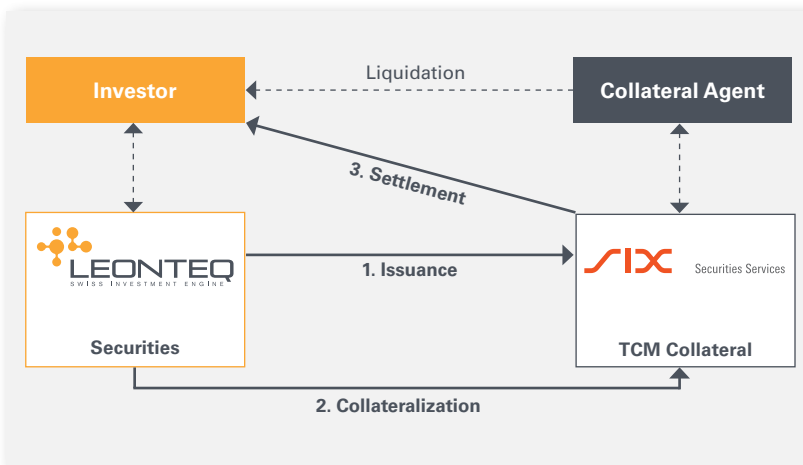 Investor
Liquidation
Collateral Agent
3. Settlement
LEONTEQ
SWISS INVESTMENT ENGINE
Securities
1. Issuance
SIX
Securities Services
TCM Collateral
2. Collateralization